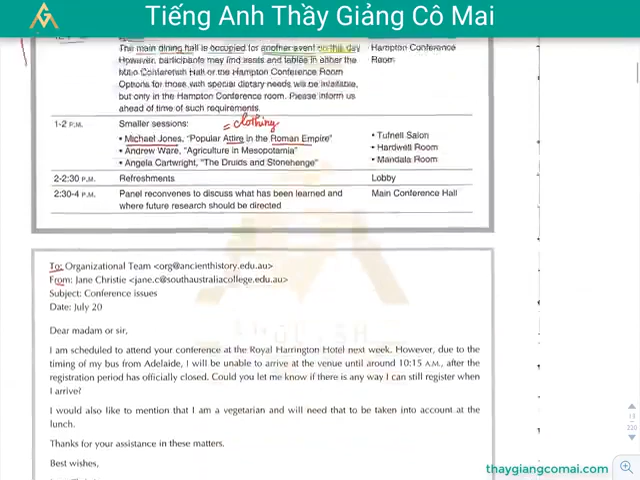 Tiếng Anh Thầy Giảng Cô Mai
The main dining hall is occupied for another event on this day. Hampton Conference
However, participants may find seats and tables in either the Room
Main Conference Hall or the Hampton Conference Room
Options for those with special dietary needs will be available,
but only in the Hampton Conference room. Please inform us
ahead of time of such requirements.
1-2 P.M. Smaller sessions:
= clothing
• Michael Jones, "Popular Attire in the Roman Empire" • Tufnell Salon
• Andrew Ware, "Agriculture in Mesopotamia" • Hardwell Room
• Angela Cartwright, "The Druids and Stonehenge" • Mandala Room
2-2:30 P.M. Refreshments Lobby
2:30-4 P.M. Panel reconvenes to discuss what has been learned and Main Conference Hall
where future research should be directed
To: Organizational Team <org@ancienthistory.edu.au>
From: Jane Christie <jane.c@southaustraliacollege.edu.au>
Subject: Conference issues
Date: July 20
ENGLISH
Dear madam or sir,
I am scheduled to attend your conference at the Royal Harrington Hotel next week. However, due to the
timing of my bus from Adelaide, I will be unable to arrive at the venue until around 10:15 A.M., after the
registration period has officially closed. Could you let me know if there is any way I can still register when
I arrive?
I would also like to mention that I am a vegetarian and will need that to be taken into account at the
lunch.
Thanks for your assistance in these matters.
Best wishes,
220
thaygiangcomai.com